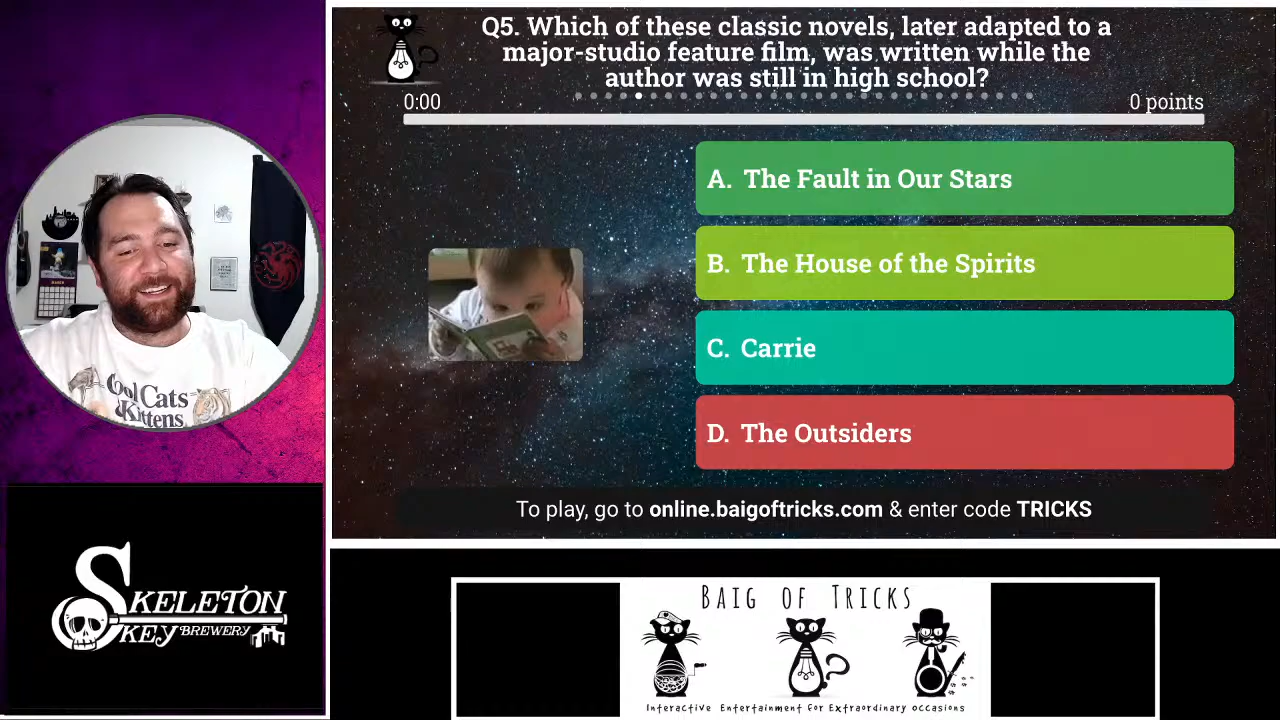 Q5. Which of these classic novels, later adapted to a
major-studio feature film, was written while the
author was still in high school?
0:00
0 points
A. The Fault in Our Stars
B. The House of the Spirits
C. Carrie
D. The Outsiders
To play, go to online.baigoftricks.com & enter code TRICKS
Cool Cats
& Kittens
SKELETON
KEY BREWERY
BAIG OF TRICKS
Interactive Entertainment for Extraordinary occasions